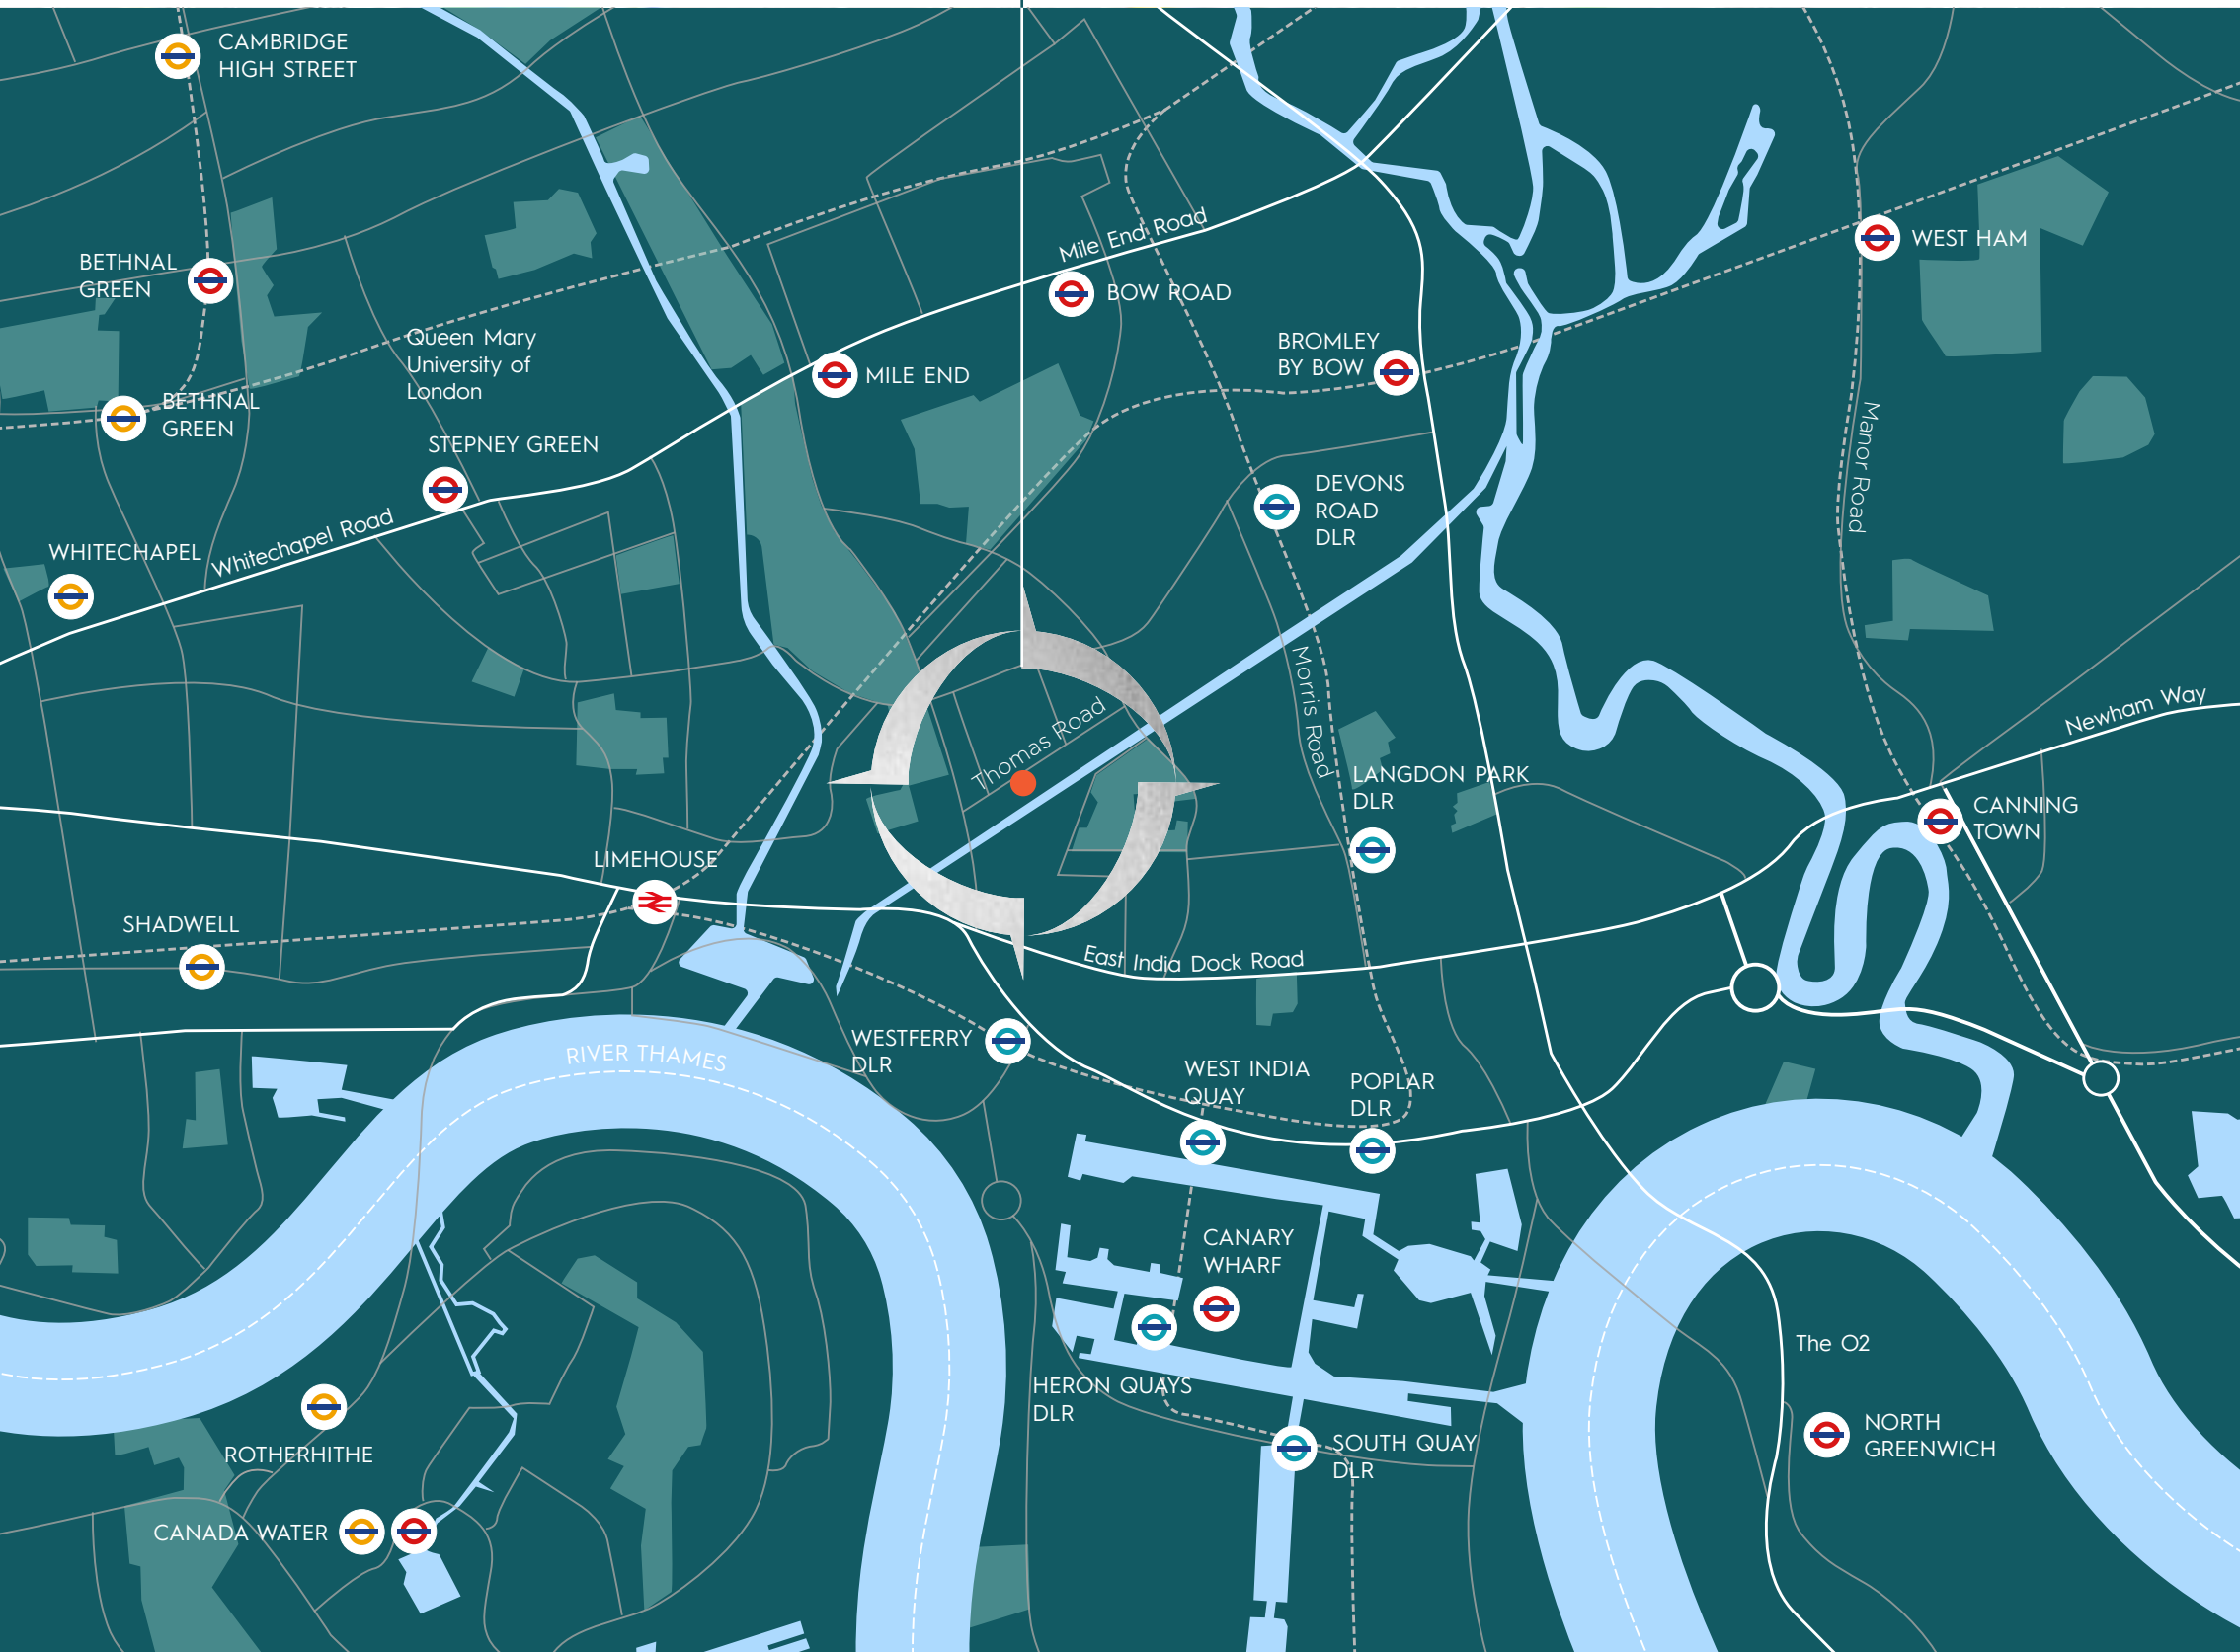 CAMBRIDGE
HIGH STREET
BETHNAL
GREEN
Queen Mary
University of
London
BETHNAL
GREEN
STEPNEY GREEN
WHITECHAPEL
Whitechapel Road
MILE END
Mile End Road
BOW ROAD
BROMLEY
BY BOW
WEST HAM
Manor Road
DEVONS
ROAD
DLR
Morris Road
Thomas Road
LANGDON PARK
DLR
Newham Way
CANNING
TOWN
LIMEHOUSE
SHADWELL
East India Dock Road
RIVER THAMES
WESTFERRY
DLR
WEST INDIA
QUAY
POPLAR
DLR
CANARY
WHARF
HERON QUAYS
DLR
SOUTH QUAY
DLR
The O2
NORTH
GREENWICH
ROTHERHITHE
CANADA WATER